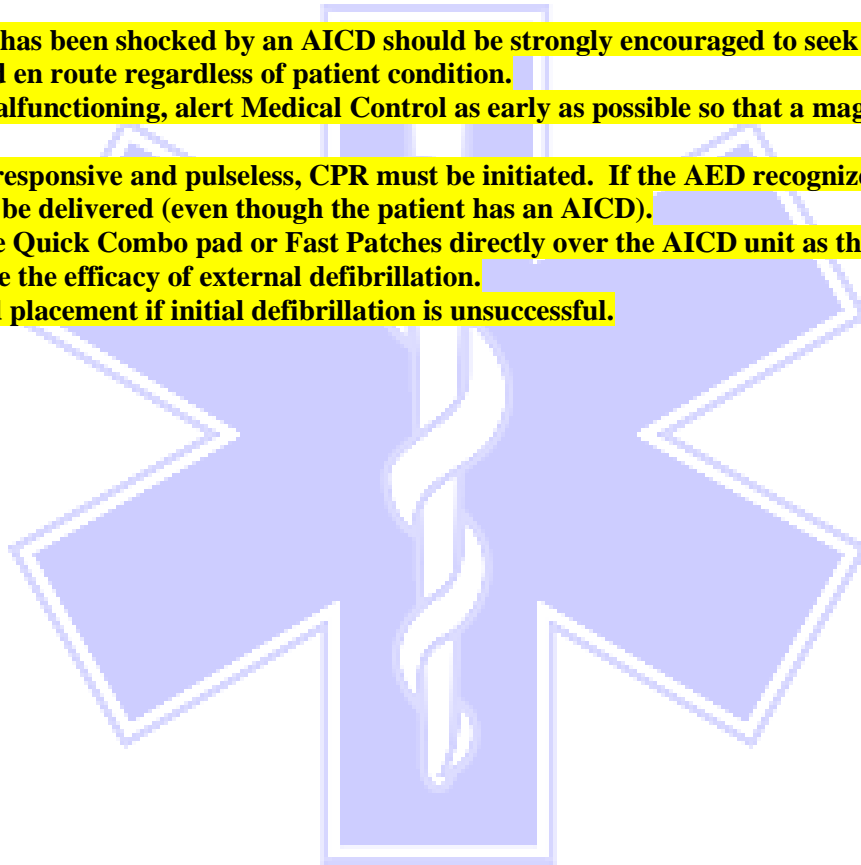 has been shocked by an AICD should be strongly encouraged to seek
en route regardless of patient condition.
alfunctioning, alert Medical Control as early as possible so that a mag
responsive and pulseless, CPR must be initiated.  If the AED recognize
be delivered (even though the patient has an AICD).
e Quick Combo pad or Fast Patches directly over the AICD unit as th
e the efficacy of external defibrillation.
placement if initial defibrillation is unsuccessful.